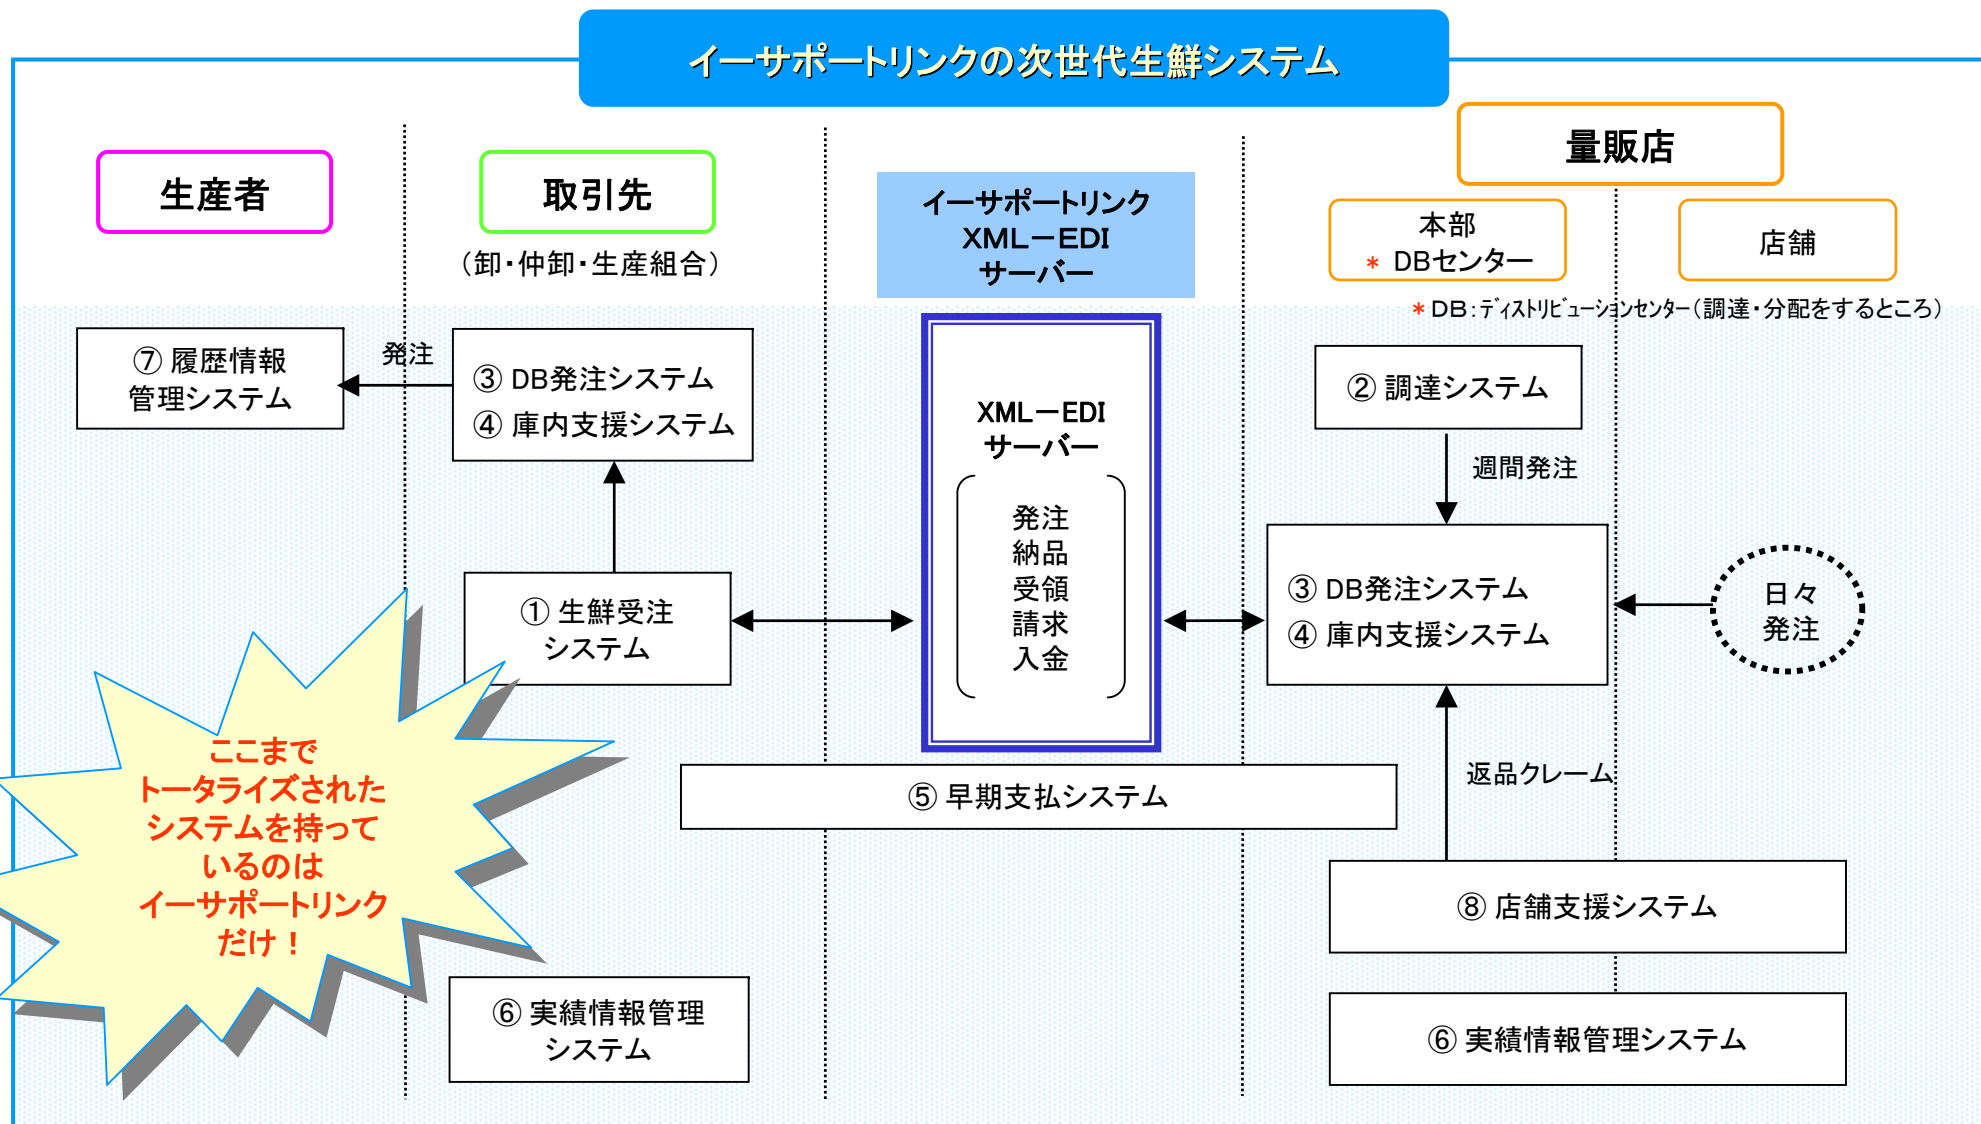 イーサポートリンクの次世代生鮮システム
生産者
取引先
(卸・仲卸・生産組合)
イーサポートリンク
XML－EDI
サーバー
量販店
本部
* DBセンター
店舗
* DB:ディストリビューションセンター(調達・分配をするところ)
⑦ 履歴情報
管理システム
発注
③ DB発注システム
④ 庫内支援システム
① 生鮮受注
システム
XML－EDI
サーバー
発注
納品
受領
請求
入金
② 調達システム
週間発注
③ DB発注システム
④ 庫内支援システム
日々
発注
返品クレーム
⑤ 早期支払システム
⑧ 店舗支援システム
⑥ 実績情報管理
システム
⑥ 実績情報管理システム
ここまで
トータライズされた
システムを持って
いるのは
イーサポートリンク
だけ！